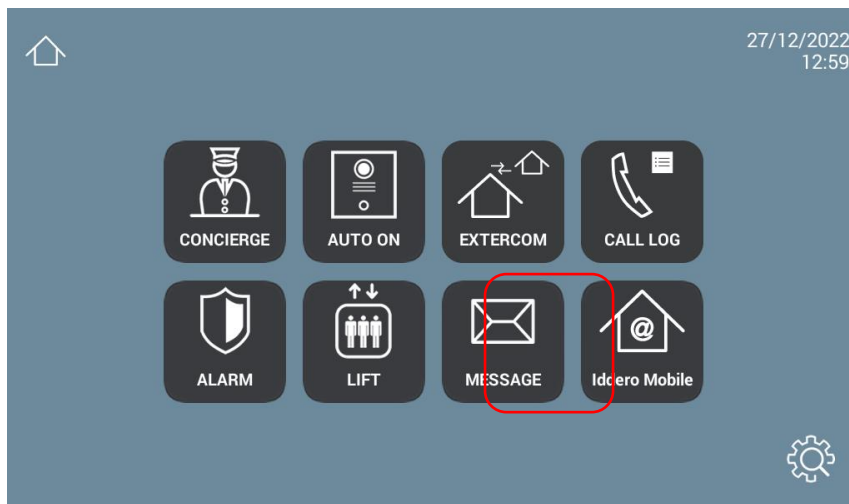 27/12/2022
12:59
CONCIERGE
AUTO ON
EXTERCOM
CALL LOG
ALARM
LIFT
MESSAGE
@
Iddero Mobile